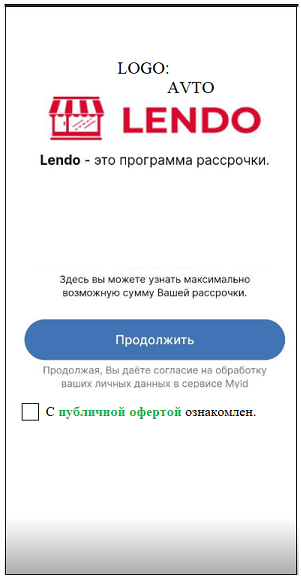 LOGO:
AVTO
LENDO
Lendo - это программа рассрочки.
Здесь вы можете узнать максимально
возможную сумму Вашей рассрочки.
Продолжить
Продолжая, Вы даёте согласие на обработку
ваших личных данных в сервисе Myid
С публичной офертой ознакомлен.